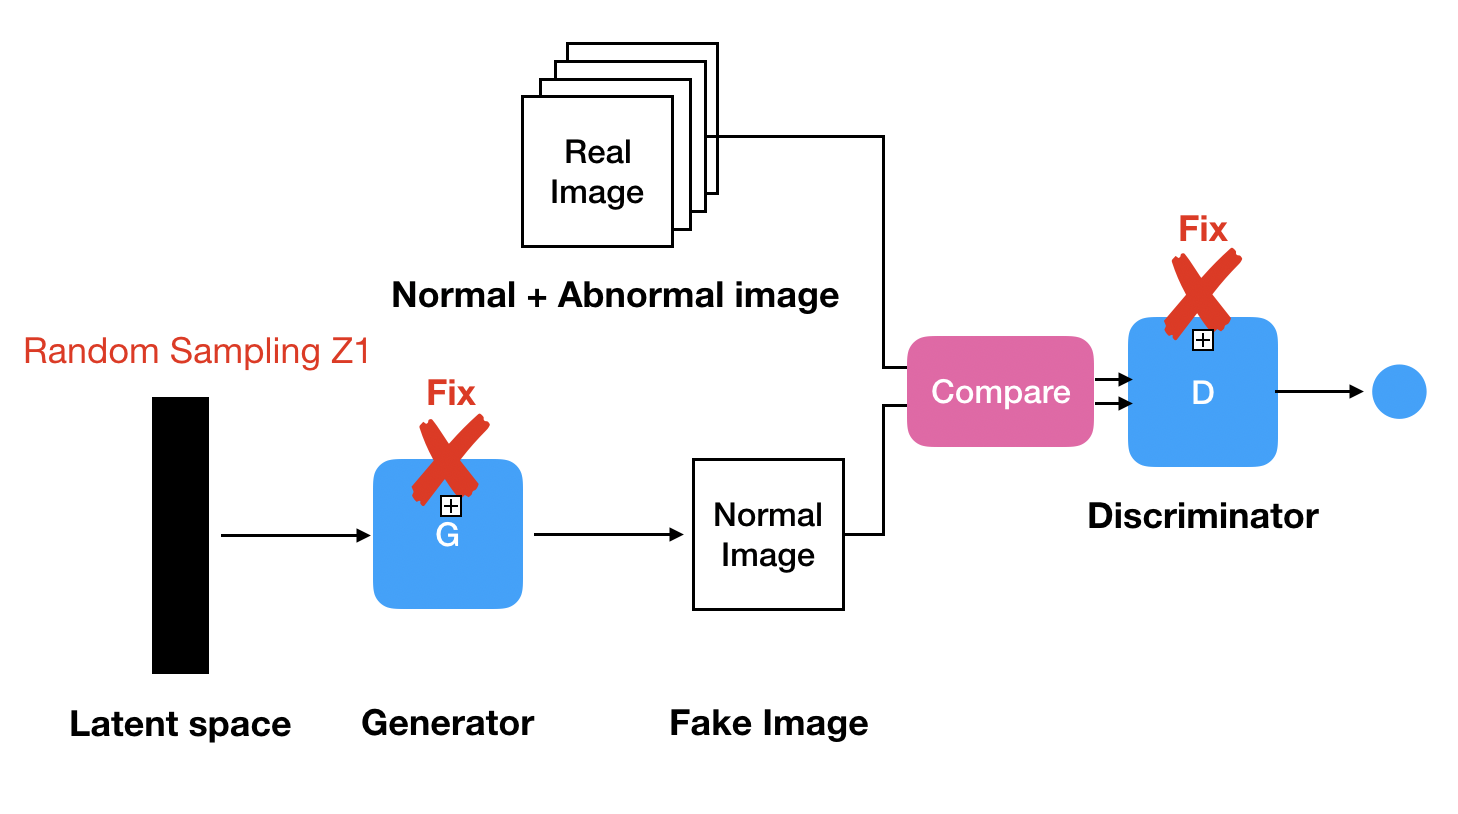 Real
Image
Normal + Abnormal image
Fix
Random Sampling Z1
Fix
Compare
D
Normal
Image
G
Discriminator
Latent space
Generator
Fake Image